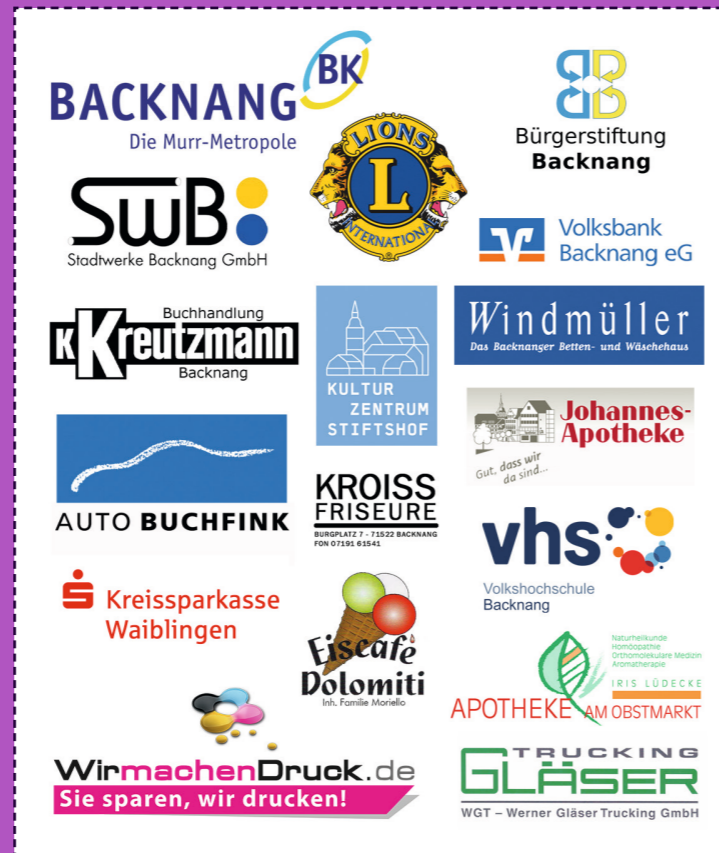 BACKNANG BK
Die Murr-Metropole
LIONS
L
INTERNATIONAL
Bürgerstiftung
Backnang
SWB
Stadtwerke Backnang GmbH
Volksbank
Backnang eG
Buchhandlung
K Kreutzmann
Backnang
KULTUR
ZENTRUM
STIFTSHOF
Windmüller
Das Backnanger Betten- und Wäschehaus
Johannes-
Apotheke
Gut, dass wir
da sind...
AUTO BUCHFINK
KROISS
FRISEURE
BURGPLATZ 7 - 71522 BACKNANG
FON 07191 61541
vhs
Volkshochschule
Backnang
Kreissparkasse
Waiblingen
Eiscafe
Dolomiti
Inh. Familie Moriello
Naturheilkunde
Homöopathie
Orthomolekulare Medizin
Aromatherapie
IRIS LÜDECKE
APOTHEKE AM OBSTMARKT
WirmachenDruck.de
Sie sparen, wir drucken!
TRUCKING
GLÄSER
WGT – Werner Gläser Trucking GmbH